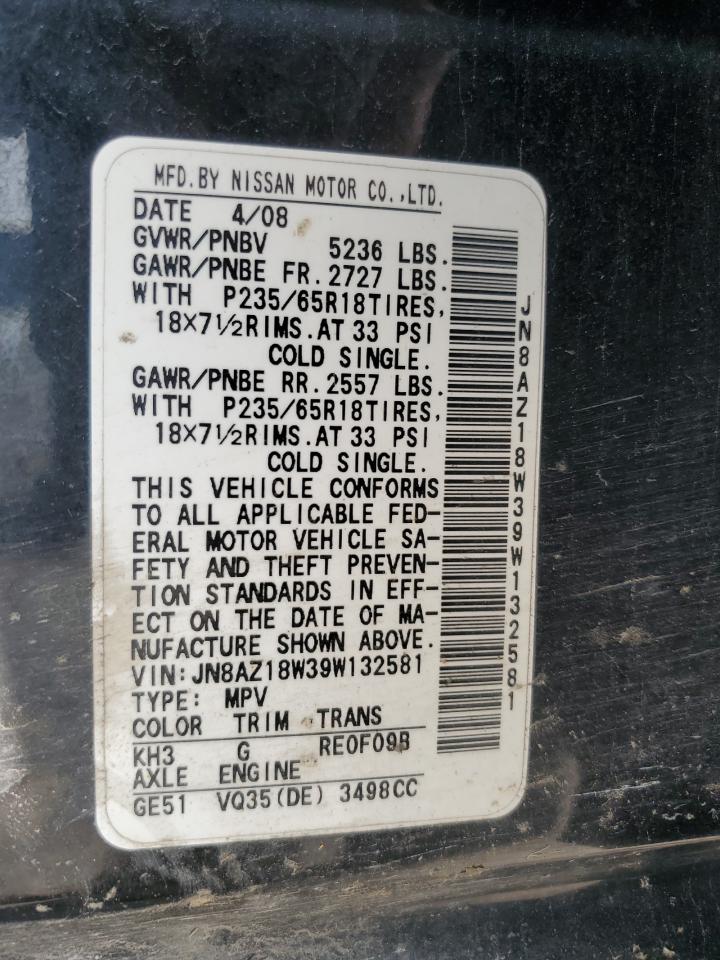 MFD.BY NISSAN MOTOR CO.,LTD.
DATE 4/08
GVWR/PNBV 5236 LBS.
GAWR/PNBE FR.2727 LBS.
WITH P235/65R18TIRES,
18×7½RIMS.AT 33 PSI
COLD SINGLE.
GAWR/PNBE RR.2557 LBS.
WITH P235/65R18TIRES,
18×7½RIMS.AT 33 PSI
COLD SINGLE.
THIS VEHICLE CONFORMS
TO ALL APPLICABLE FED-
ERAL MOTOR VEHICLE SA-
FETY AND THEFT PREVEN-
TION STANDARDS IN EFF-
ECT ON THE DATE OF MA-
NUFACTURE SHOWN ABOVE.
VIN:JN8AZ18W39W132581
TYPE: MPV
COLOR TRIM TRANS
KH3 G RE0F09B
AXLE ENGINE
GE51 VQ35(DE) 3498CC
JN8AZ18W39W132581